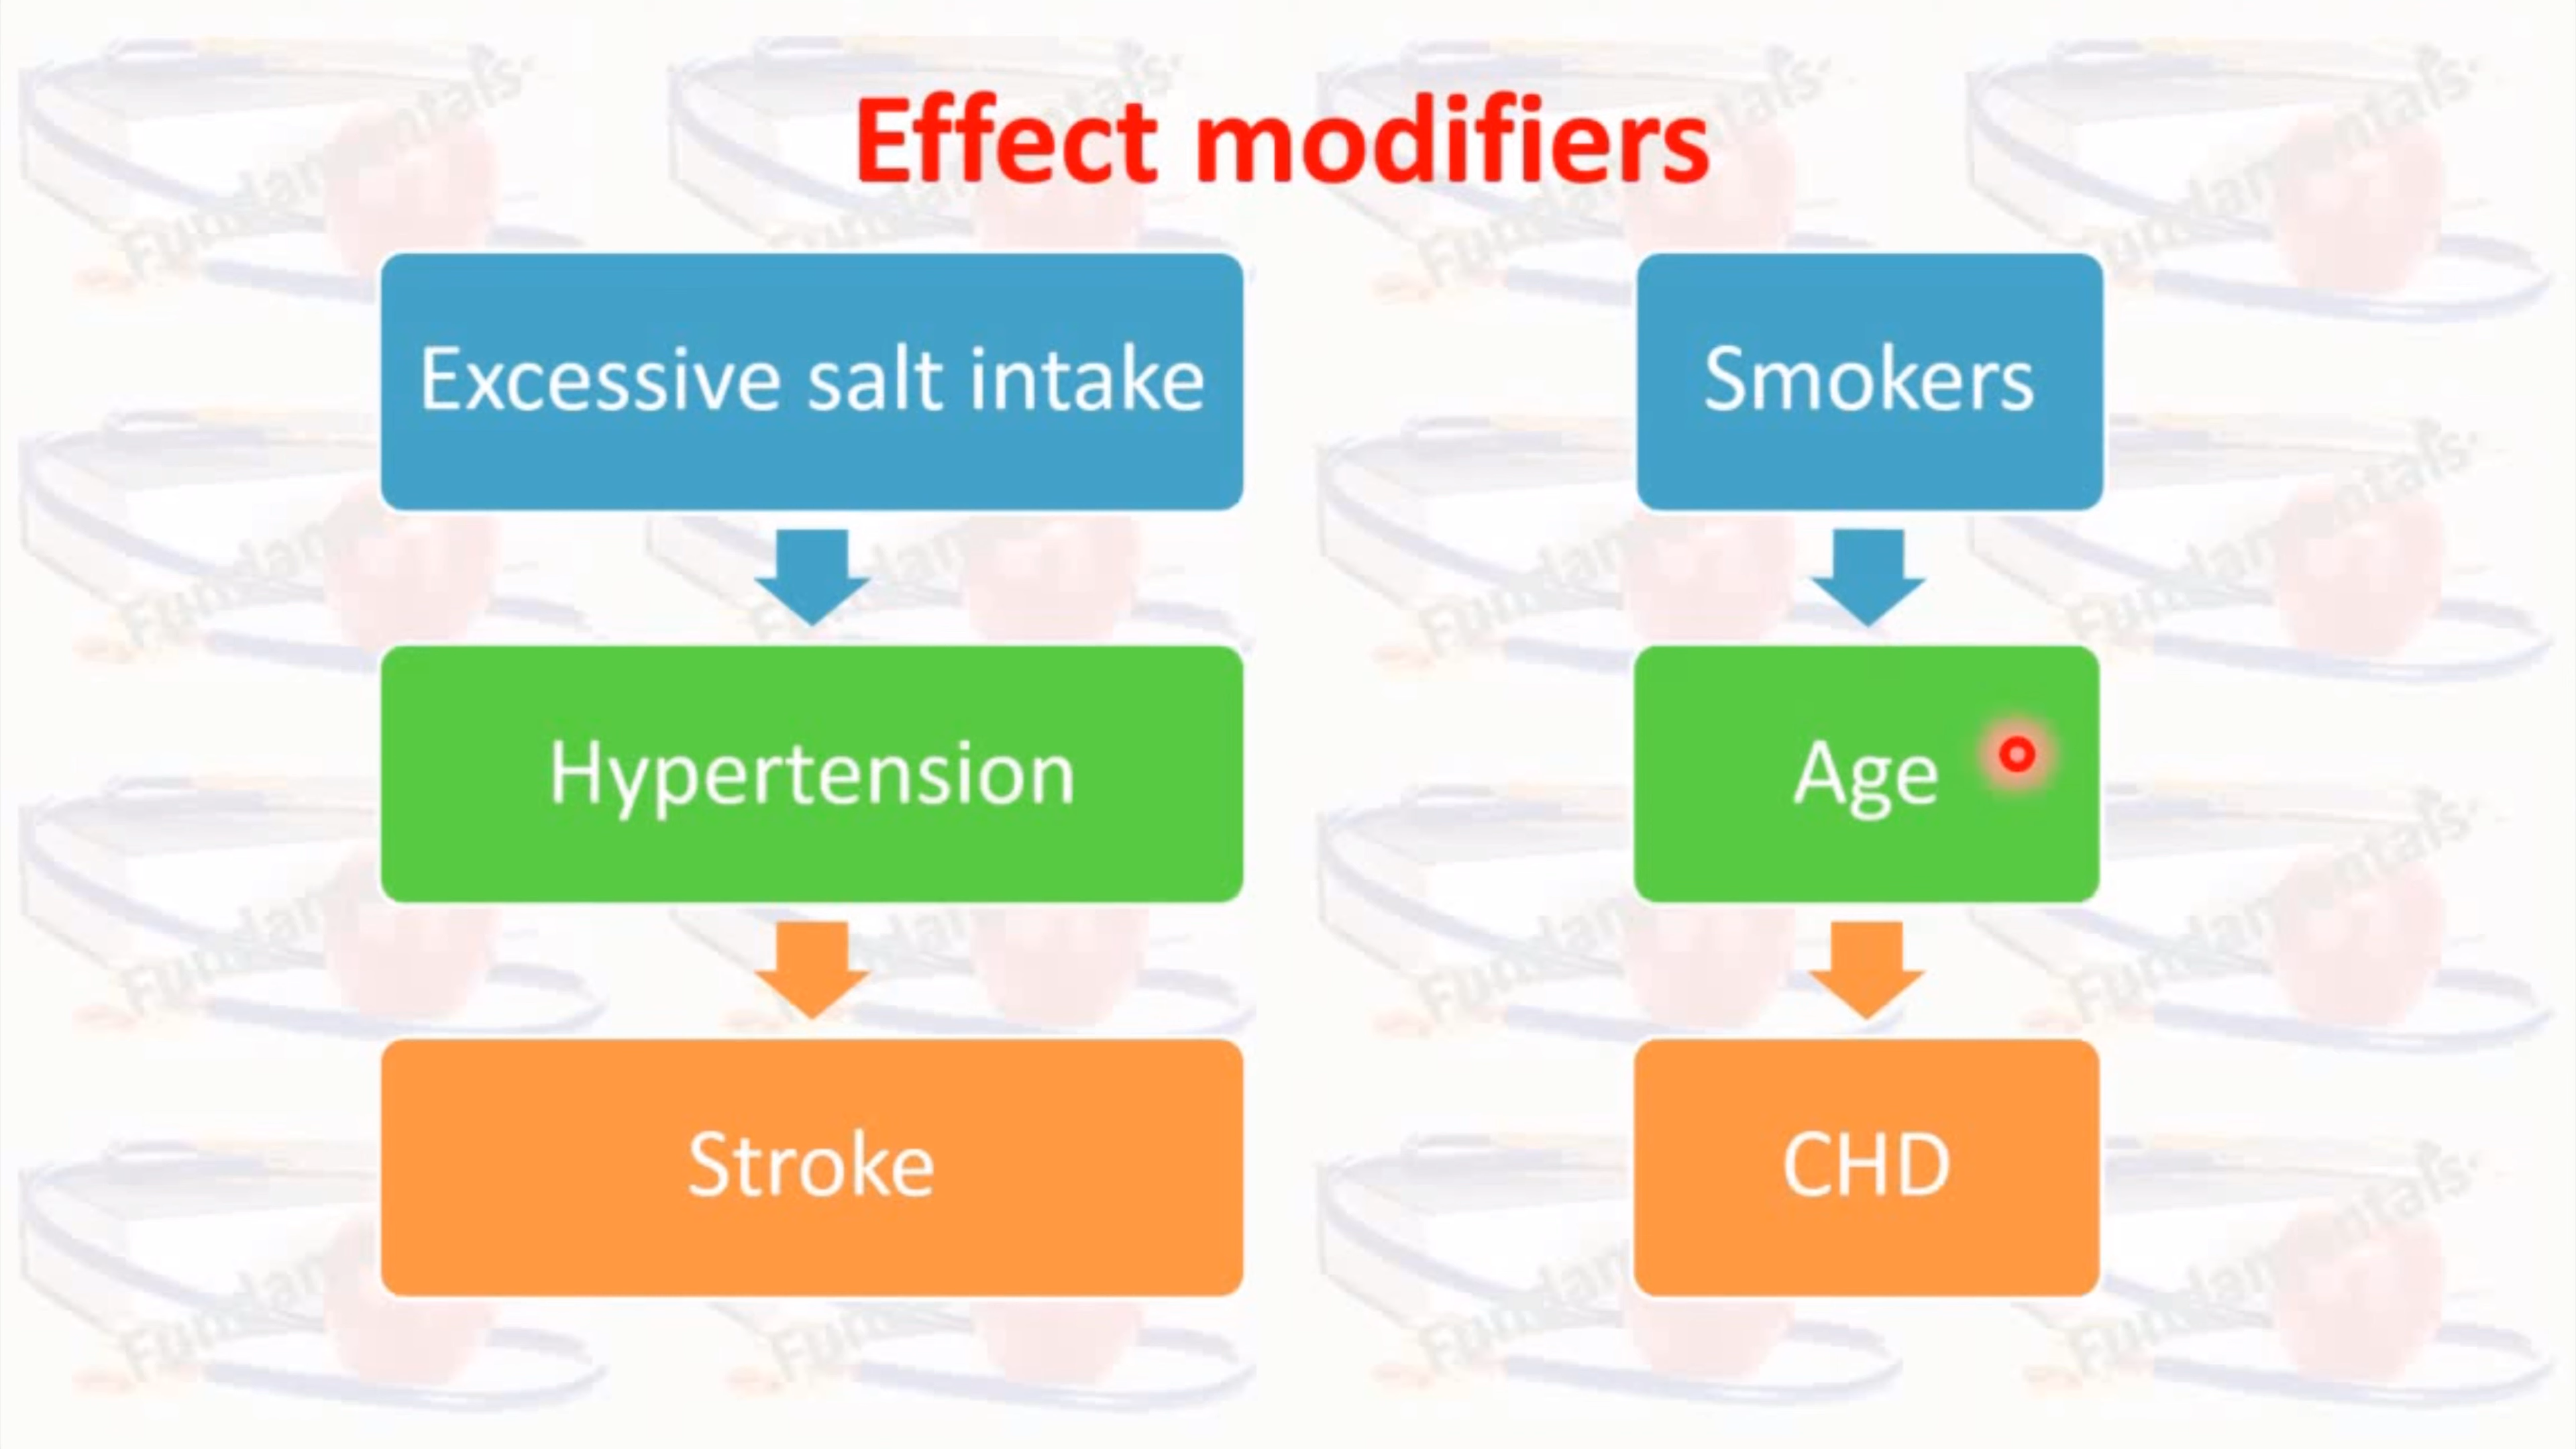 Effect modifiers
Excessive salt intake
Smokers
Hypertension
Age
Stroke
CHD